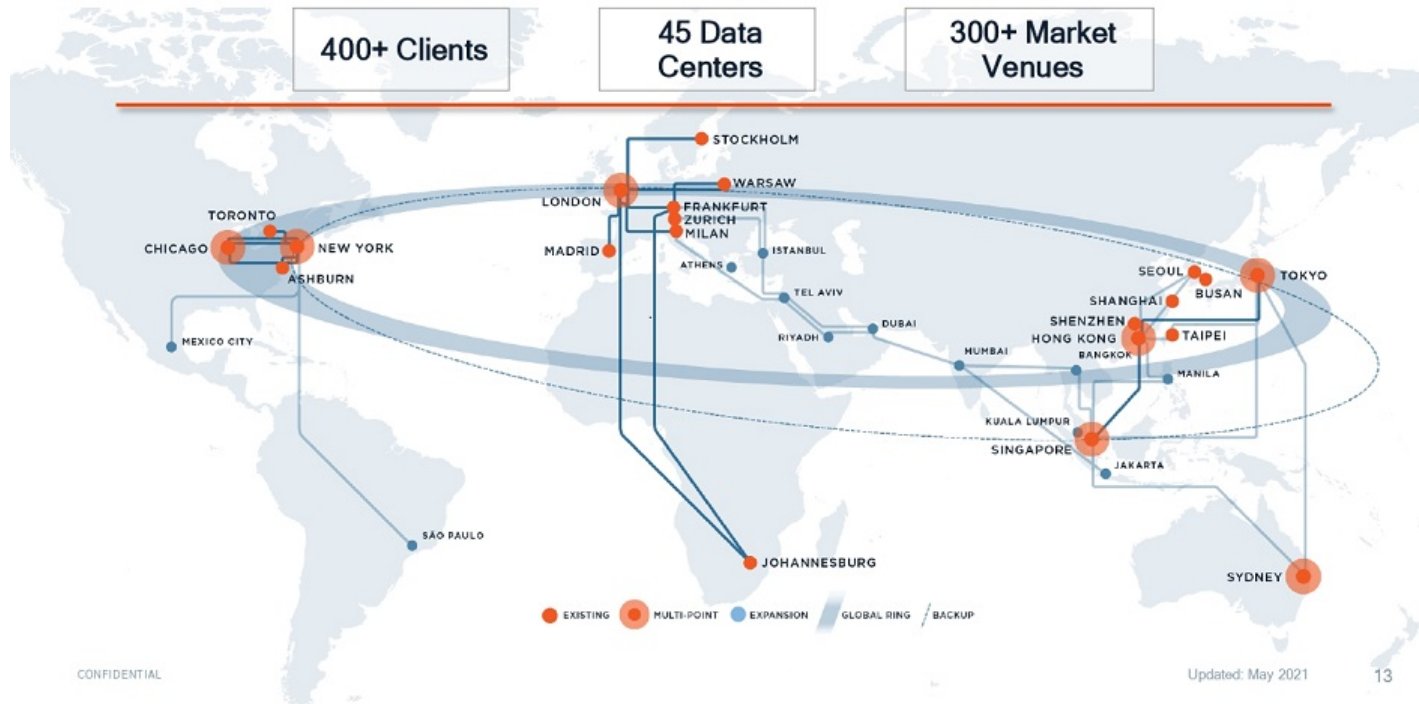 400+ Clients
45 Data
Centers
300+ Market
Venues
STOCKHOLM
WARSAW
LONDON
FRANKFURT
ZURICH
MILAN
MADRID
TORONTO
CHICAGO
NEW YORK
ASHBURN
ISTANBUL
ATHENS
TEL AVIV
RIYADH
DUBAI
MUMBAI
SEOUL
BUSAN
TOKYO
SHANGHAI
SHENZHEN
HONG KONG
TAIPEI
BANGKOK
MANILA
MEXICO CITY
KUALA LUMPUR
SINGAPORE
JAKARTA
SÃO PAULO
JOHANNESBURG
SYDNEY
EXISTING
MULTI-POINT
EXPANSION
GLOBAL RING
BACKUP
CONFIDENTIAL
Updated: May 2021
13